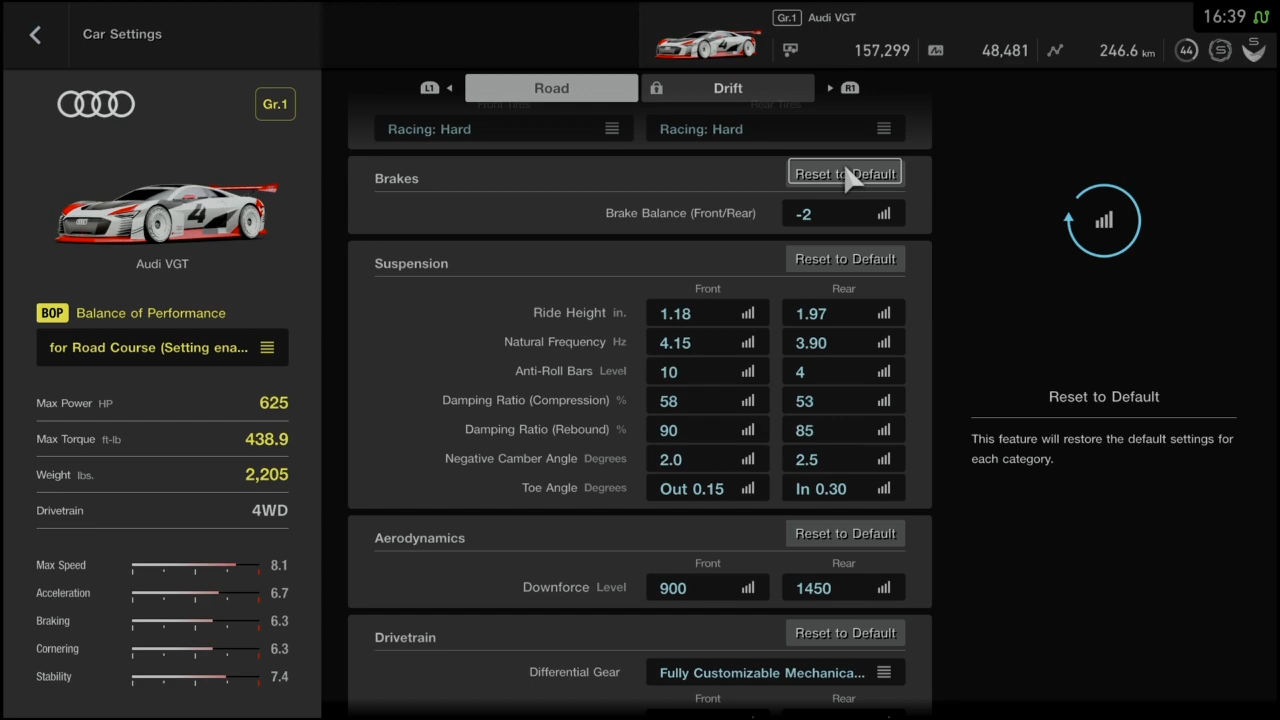 Car Settings
Gr.1 Audi VGT
157,299 48,481 246.6 km 44 S S
16:39
Gr.1
4
Audi VGT
BOP Balance of Performance
for Road Course (Setting ena...
Max Power HP 625
Max Torque ft-lb 438.9
Weight lbs. 2,205
Drivetrain 4WD
Max Speed 8.1
Acceleration 6.7
Braking 6.3
Cornering 6.3
Stability 7.4
L1 Road Drift R1
Front Tires Rear Tires
Racing: Hard Racing: Hard
Brakes Reset to Default
Brake Balance (Front/Rear) -2
Suspension Reset to Default
Front Rear
Ride Height in. 1.18 1.97
Natural Frequency Hz 4.15 3.90
Anti-Roll Bars Level 10 4
Damping Ratio (Compression) % 58 53
Damping Ratio (Rebound) % 90 85
Negative Camber Angle Degrees 2.0 2.5
Toe Angle Degrees Out 0.15 In 0.30
Aerodynamics Reset to Default
Front Rear
Downforce Level 900 1450
Drivetrain Reset to Default
Differential Gear Fully Customizable Mechanica...
Front Rear
Reset to Default
This feature will restore the default settings for
each category.